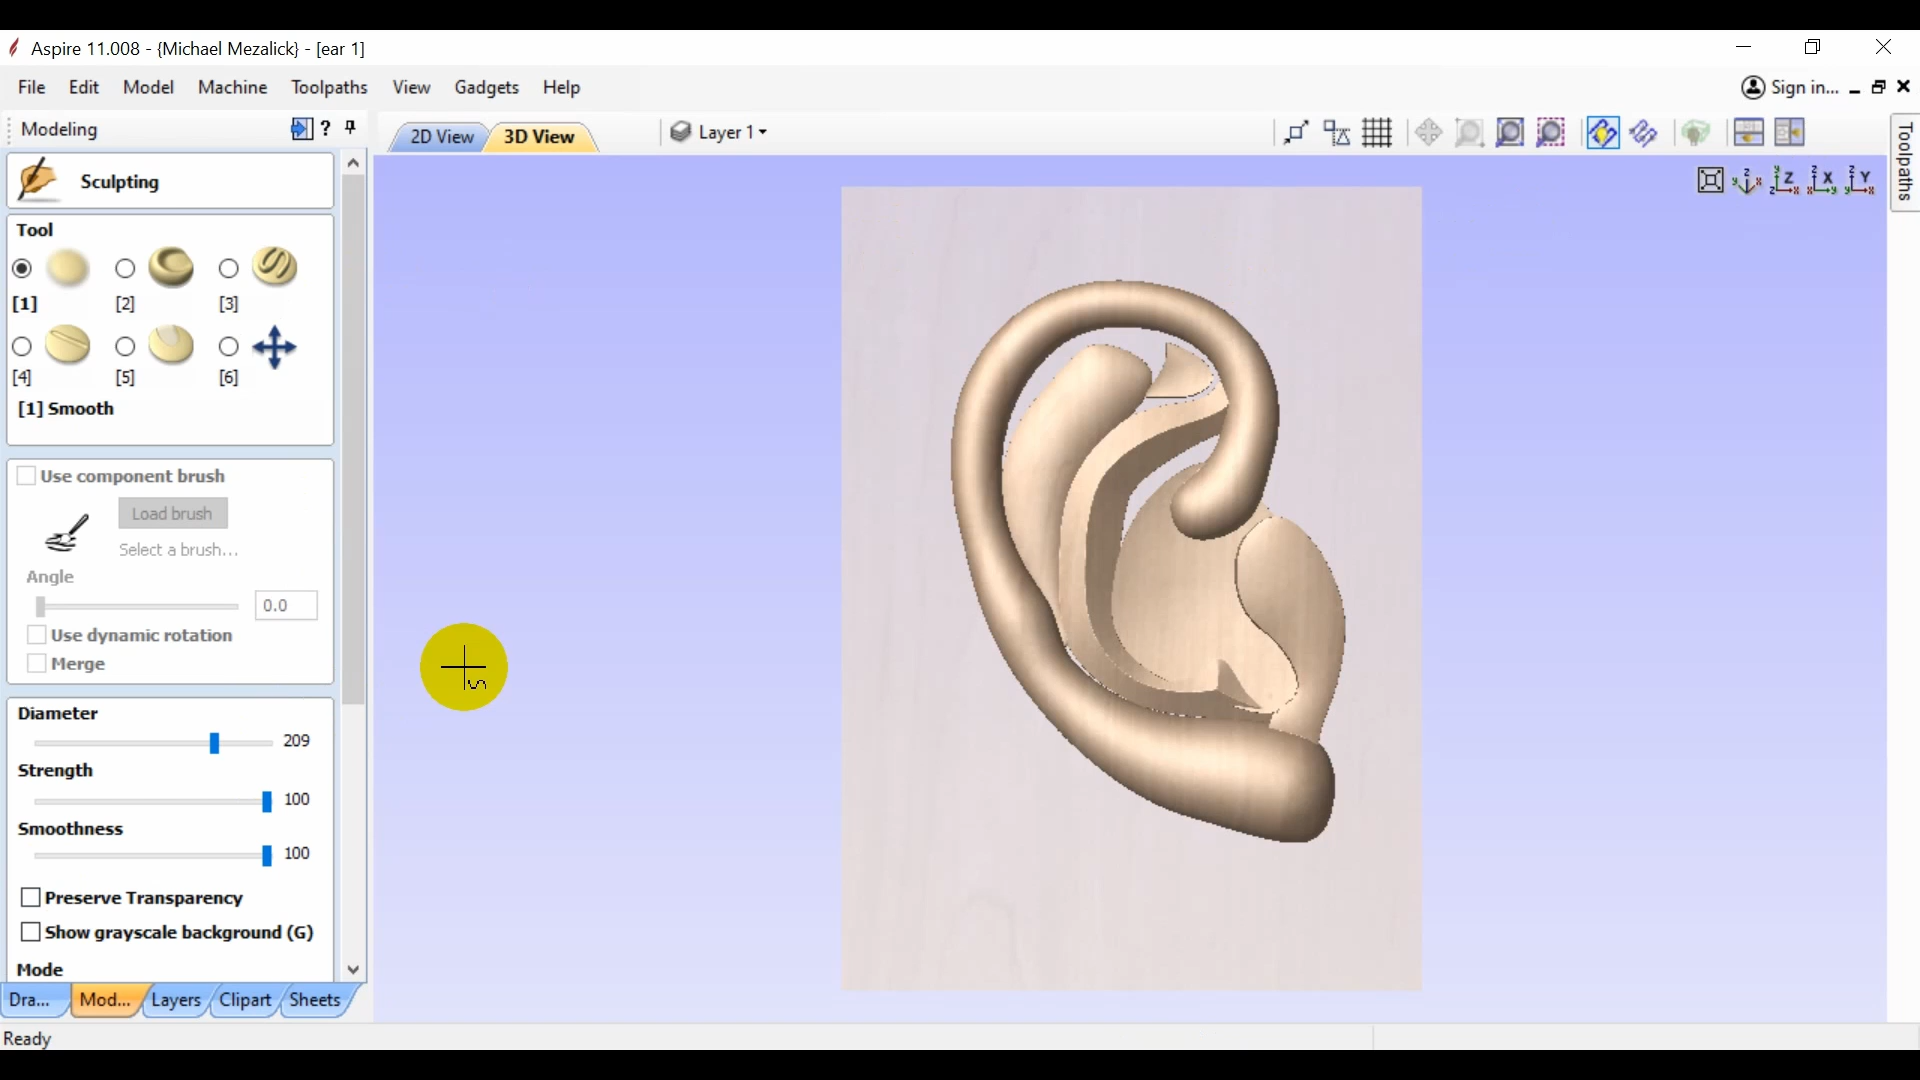 Aspire 11.008 - {Michael Mezalick} - [ear 1]
File Edit Model Machine Toolpaths View Gadgets Help
Sign in...
Modeling
?
2D View
3D View
Layer 1
Toolpaths
Z
X
Y
Sculpting
Tool
[1]
[2]
[3]
[4]
[5]
[6]
[1] Smooth
Use component brush
Load brush
Select a brush...
Angle
0.0
Use dynamic rotation
Merge
Diameter
209
Strength
100
Smoothness
100
Preserve Transparency
Show grayscale background (G)
Mode
Dra... Mod... Layers Clipart Sheets
Ready